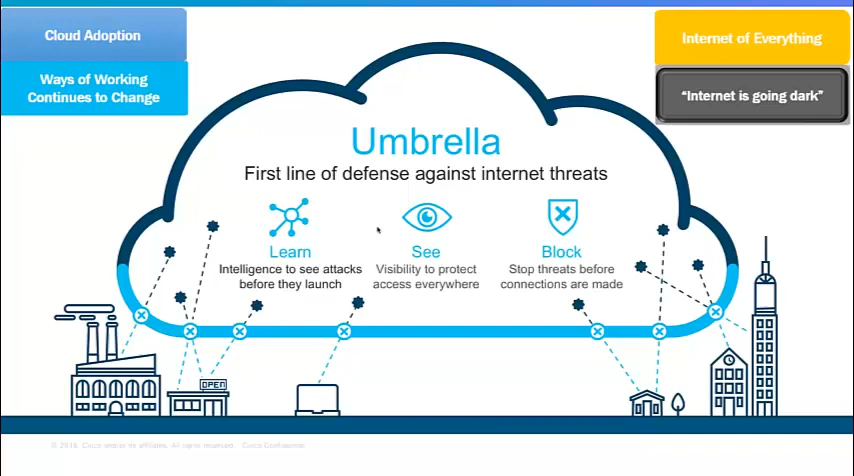 Cloud Adoption
Ways of Working
Continues to Change
Internet of Everything
“Internet is going dark”
Umbrella
First line of defense against internet threats
Learn
Intelligence to see attacks
before they launch
See
Visibility to protect
access everywhere
Block
Stop threats before
connections are made
OPEN
Cisco and/or its affiliates. All rights reserved. Cisco Confidential